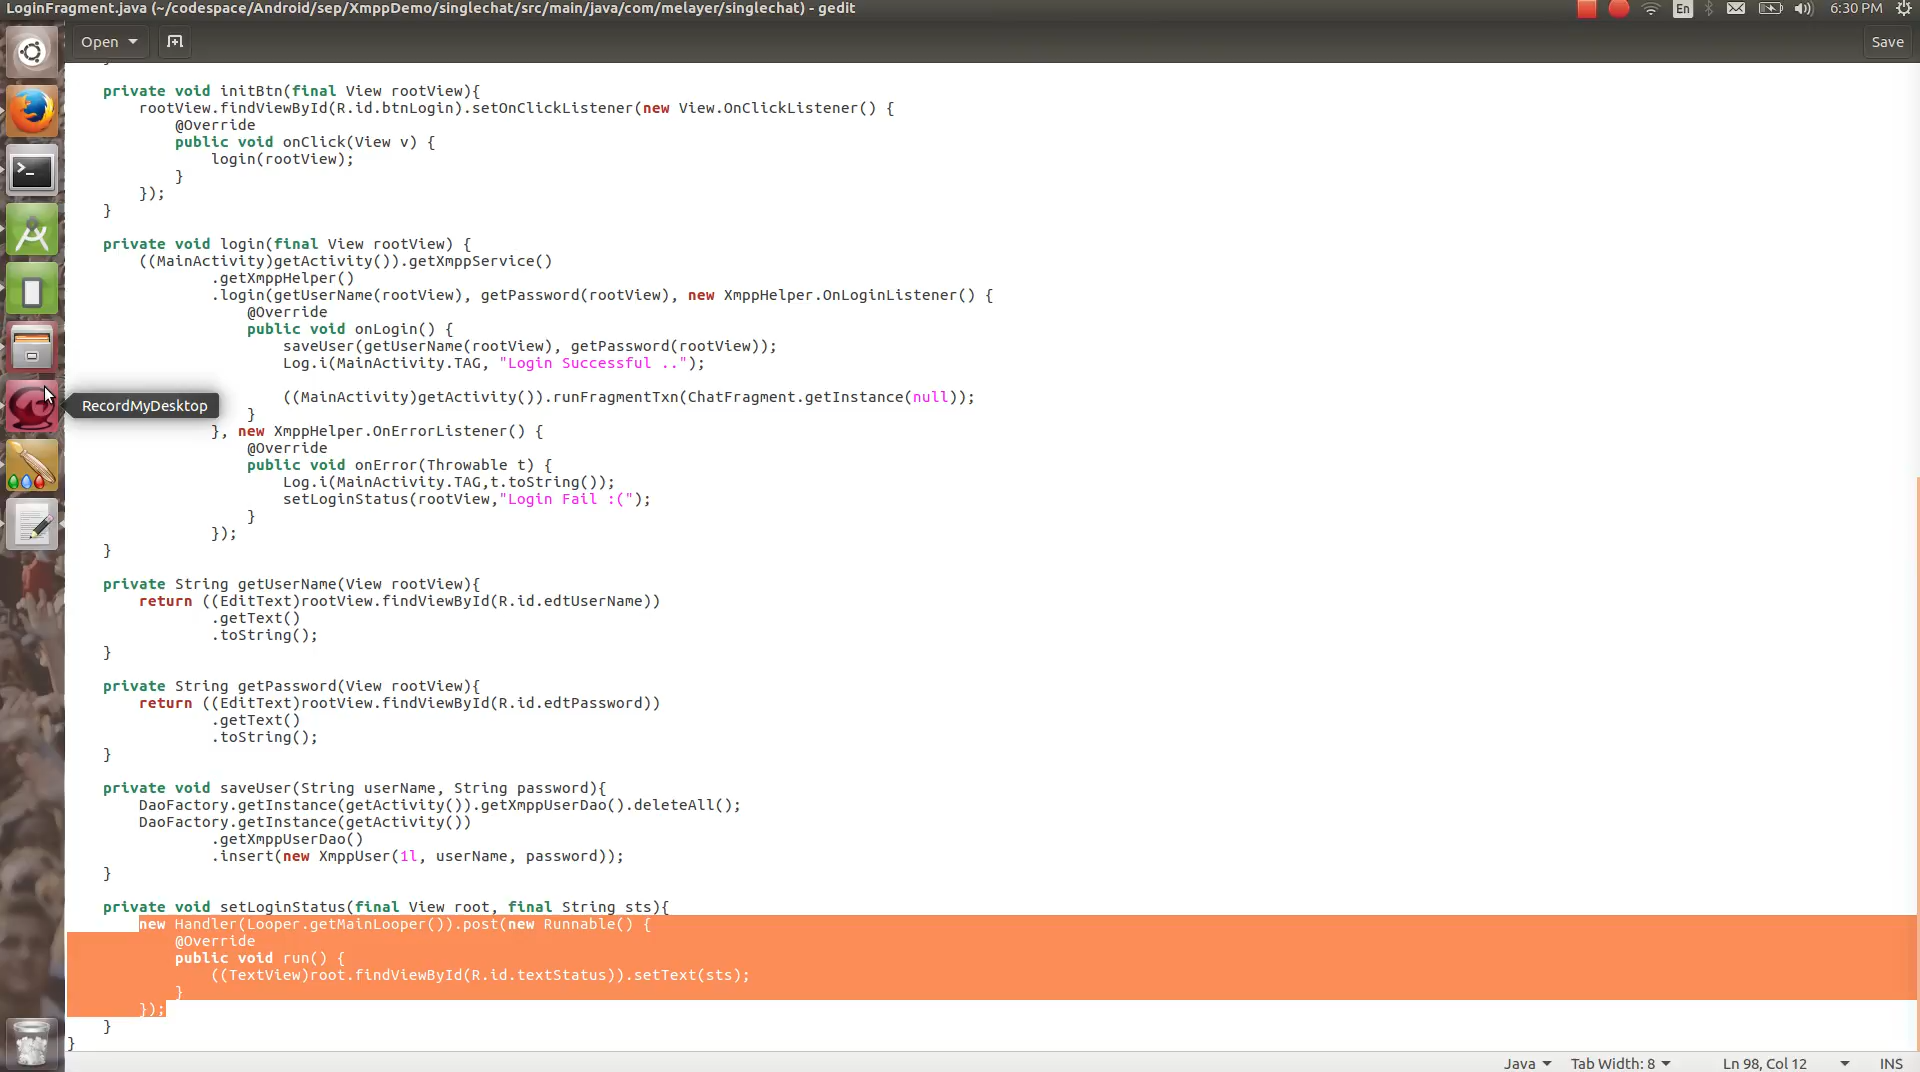 LoginFragment.java (~/codespace/Android/sep/XmppDemo/singlechat/src/main/java/com/melayer/singlechat) - gedit
En
6:30 PM
Open
Save
private void initBtn(final View rootView){
rootView.findViewById(R.id.btnLogin).setOnClickListener(new View.OnClickListener() {
@Override
public void onClick(View v) {
login(rootView);
}
});
}
private void login(final View rootView) {
((MainActivity)getActivity()).getXmppService()
.getXmppHelper()
.login(getUserName(rootView), getPassword(rootView), new XmppHelper.OnLoginListener() {
@Override
public void onLogin() {
saveUser(getUserName(rootView), getPassword(rootView));
Log.i(MainActivity.TAG, "Login Successful ..");
((MainActivity)getActivity()).runFragmentTxn(ChatFragment.getInstance(null));
RecordMyDesktop
}
}, new XmppHelper.OnErrorListener() {
@Override
public void onError(Throwable t) {
Log.i(MainActivity.TAG,t.toString());
setLoginStatus(rootView,"Login Fail :(");
}
});
}
private String getUserName(View rootView){
return ((EditText)rootView.findViewById(R.id.edtUserName))
.getText()
.toString();
}
private String getPassword(View rootView){
return ((EditText)rootView.findViewById(R.id.edtPassword))
.getText()
.toString();
}
private void saveUser(String userName, String password){
DaoFactory.getInstance(getActivity()).getXmppUserDao().deleteAll();
DaoFactory.getInstance(getActivity())
.getXmppUserDao()
.insert(new XmppUser(1l, userName, password));
}
private void setLoginStatus(final View root, final String sts){
new Handler(Looper.getMainLooper()).post(new Runnable() {
@Override
public void run() {
((TextView)root.findViewById(R.id.textStatus)).setText(sts);
}
});
}
}
Java
Tab Width: 8
Ln 98, Col 12
INS